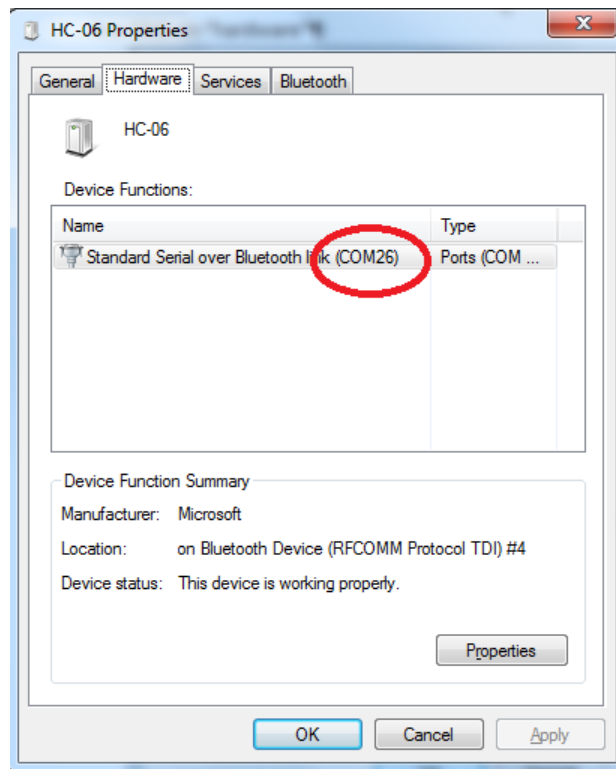 HC-06 Properties
General Hardware Services Bluetooth
HC-06
Device Functions:
Name Type
Standard Serial over Bluetooth link (COM26) Ports (COM ...
Device Function Summary
Manufacturer: Microsoft
Location: on Bluetooth Device (RFCOMM Protocol TDI) #4
Device status: This device is working properly.
Properties
OK Cancel Apply